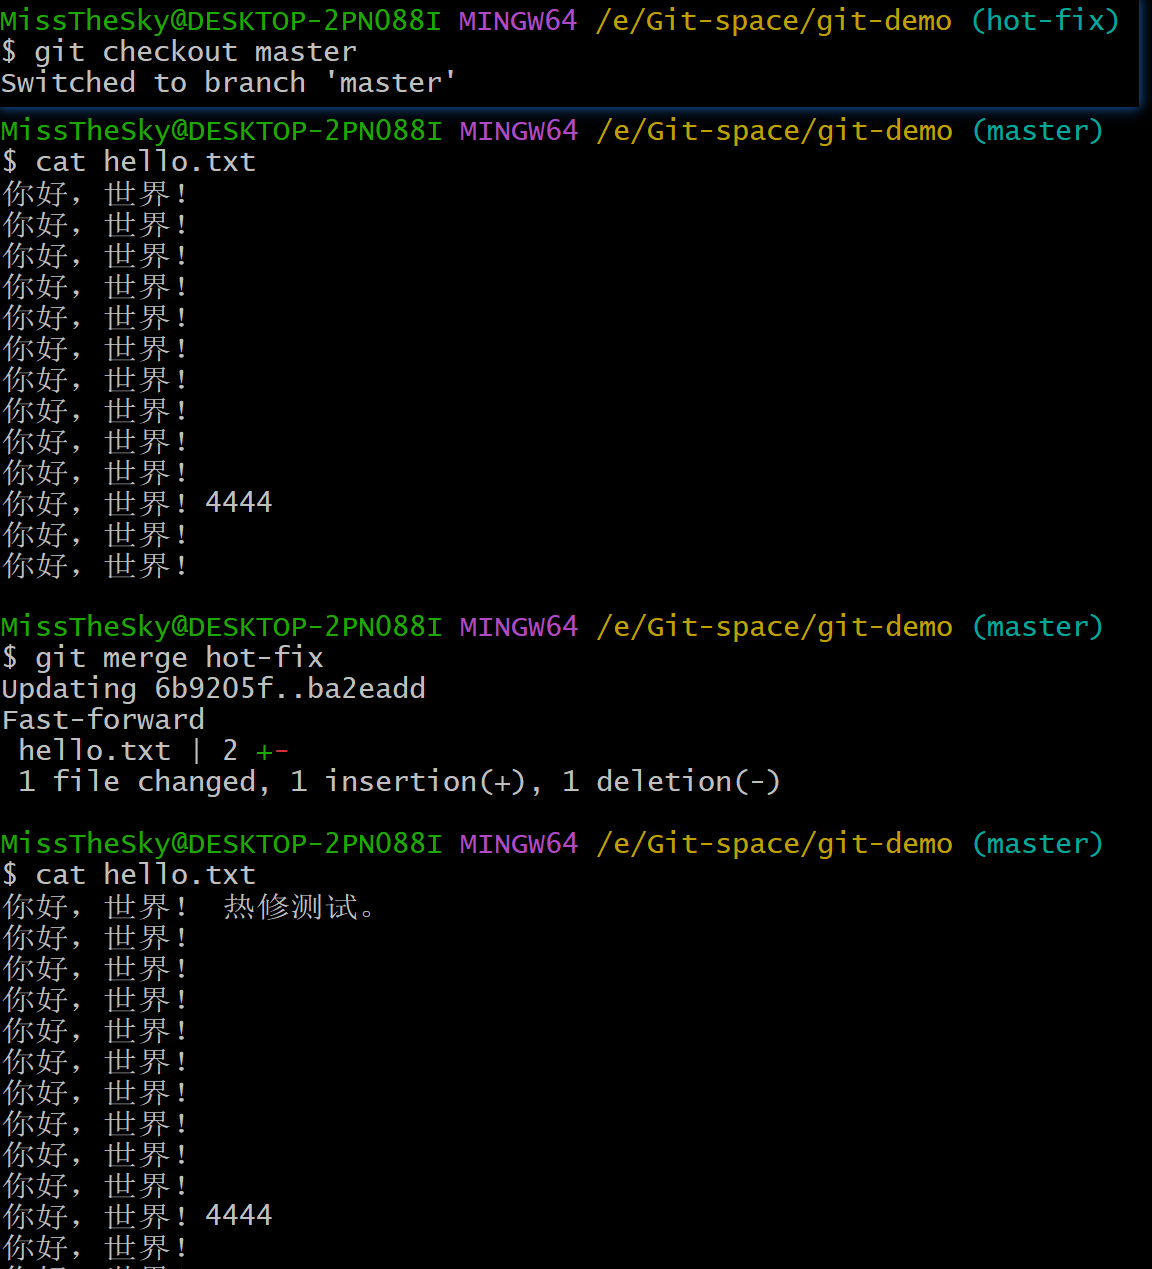 MissTheSky@DESKTOP-2PNO88I MINGW64 /e/Git-space/git-demo (hot-fix)
$ git checkout master
Switched to branch 'master'
MissTheSky@DESKTOP-2PNO88I MINGW64 /e/Git-space/git-demo (master)
$ cat hello.txt
你好，世界！
你好，世界！
你好，世界！
你好，世界！
你好，世界！
你好，世界！
你好，世界！
你好，世界！
你好，世界！
你好，世界！
你好，世界！4444
你好，世界！
你好，世界！
MissTheSky@DESKTOP-2PNO88I MINGW64 /e/Git-space/git-demo (master)
$ git merge hot-fix
Updating 6b9205f..ba2eadd
Fast-forward
 hello.txt | 2 +-
 1 file changed, 1 insertion(+), 1 deletion(-)
MissTheSky@DESKTOP-2PNO88I MINGW64 /e/Git-space/git-demo (master)
$ cat hello.txt
你好，世界！ 热修测试。
你好，世界！
你好，世界！
你好，世界！
你好，世界！
你好，世界！
你好，世界！
你好，世界！
你好，世界！
你好，世界！
你好，世界！4444
你好，世界！